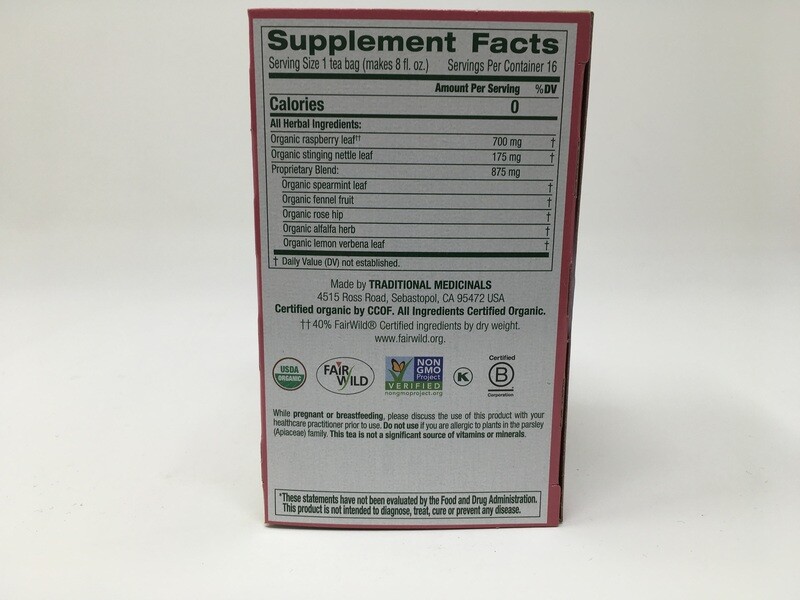 Supplement Facts
Serving Size 1 tea bag (makes 8 fl. oz.) Servings Per Container 16
Amount Per Serving %DV
Calories 0
All Herbal Ingredients:
Organic raspberry leaf†† 700 mg †
Organic stinging nettle leaf 175 mg †
Proprietary Blend: 875 mg
Organic spearmint leaf †
Organic fennel fruit †
Organic rose hip †
Organic alfalfa herb †
Organic lemon verbena leaf †
† Daily Value (DV) not established.
Made by TRADITIONAL MEDICINALS
4515 Ross Road, Sebastopol, CA 95472 USA
Certified organic by CCOF. All Ingredients Certified Organic.
†† 40% FairWild® Certified ingredients by dry weight.
www.fairwild.org.
USDA
ORGANIC
FAIR
WILD
NON
GMO
Project
VERIFIED
nongmoproject.org
K
Certified
B
Corporation
While pregnant or breastfeeding, please discuss the use of this product with your
healthcare practitioner prior to use. Do not use if you are allergic to plants in the parsley
(Apiaceae) family. This tea is not a significant source of vitamins or minerals.
*These statements have not been evaluated by the Food and Drug Administration.
This product is not intended to diagnose, treat, cure or prevent any disease.